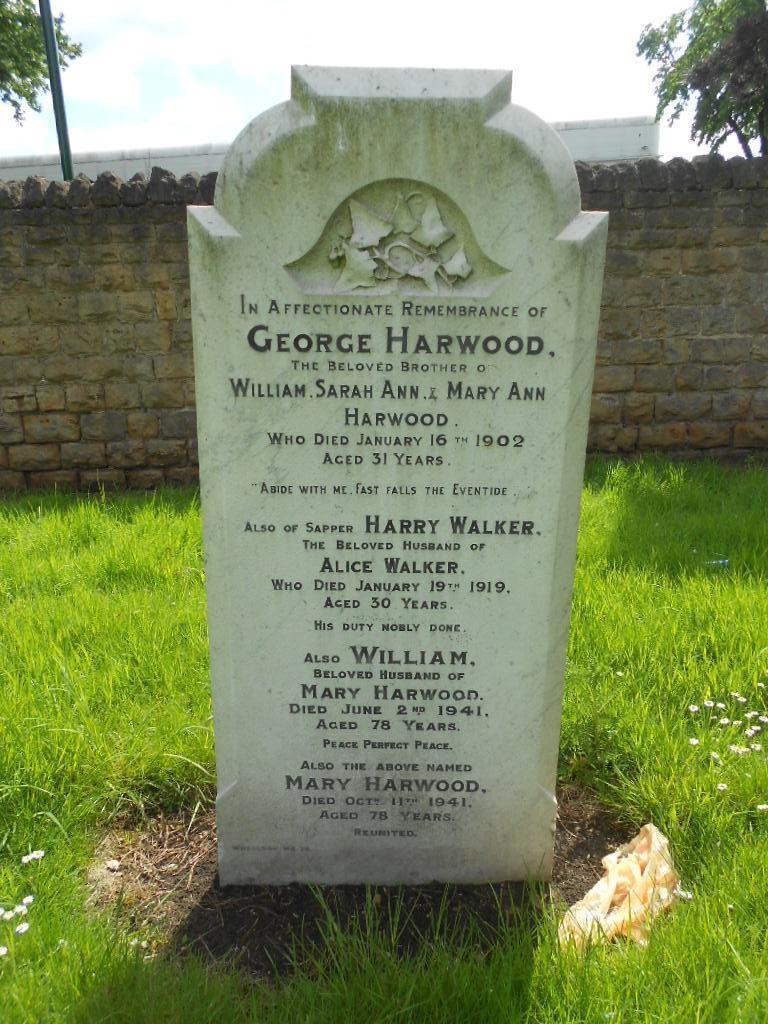 In Affectionate Remembrance of
George Harwood,
The Beloved Brother o
William, Sarah Ann, & Mary Ann
Harwood.
Who Died January 16th 1902
Aged 31 Years.
"Abide with me, Fast falls the Eventide.
Also of Sapper Harry Walker,
The Beloved Husband of
Alice Walker,
Who Died January 19th 1919,
Aged 30 Years.
His duty nobly done.
Also William,
Beloved Husband of
Mary Harwood.
Died June 2nd 1941,
Aged 78 Years.
Peace Perfect Peace.
Also the above named
Mary Harwood,
Died Octr 11th 1941,
Aged 78 Years.
Reunited.